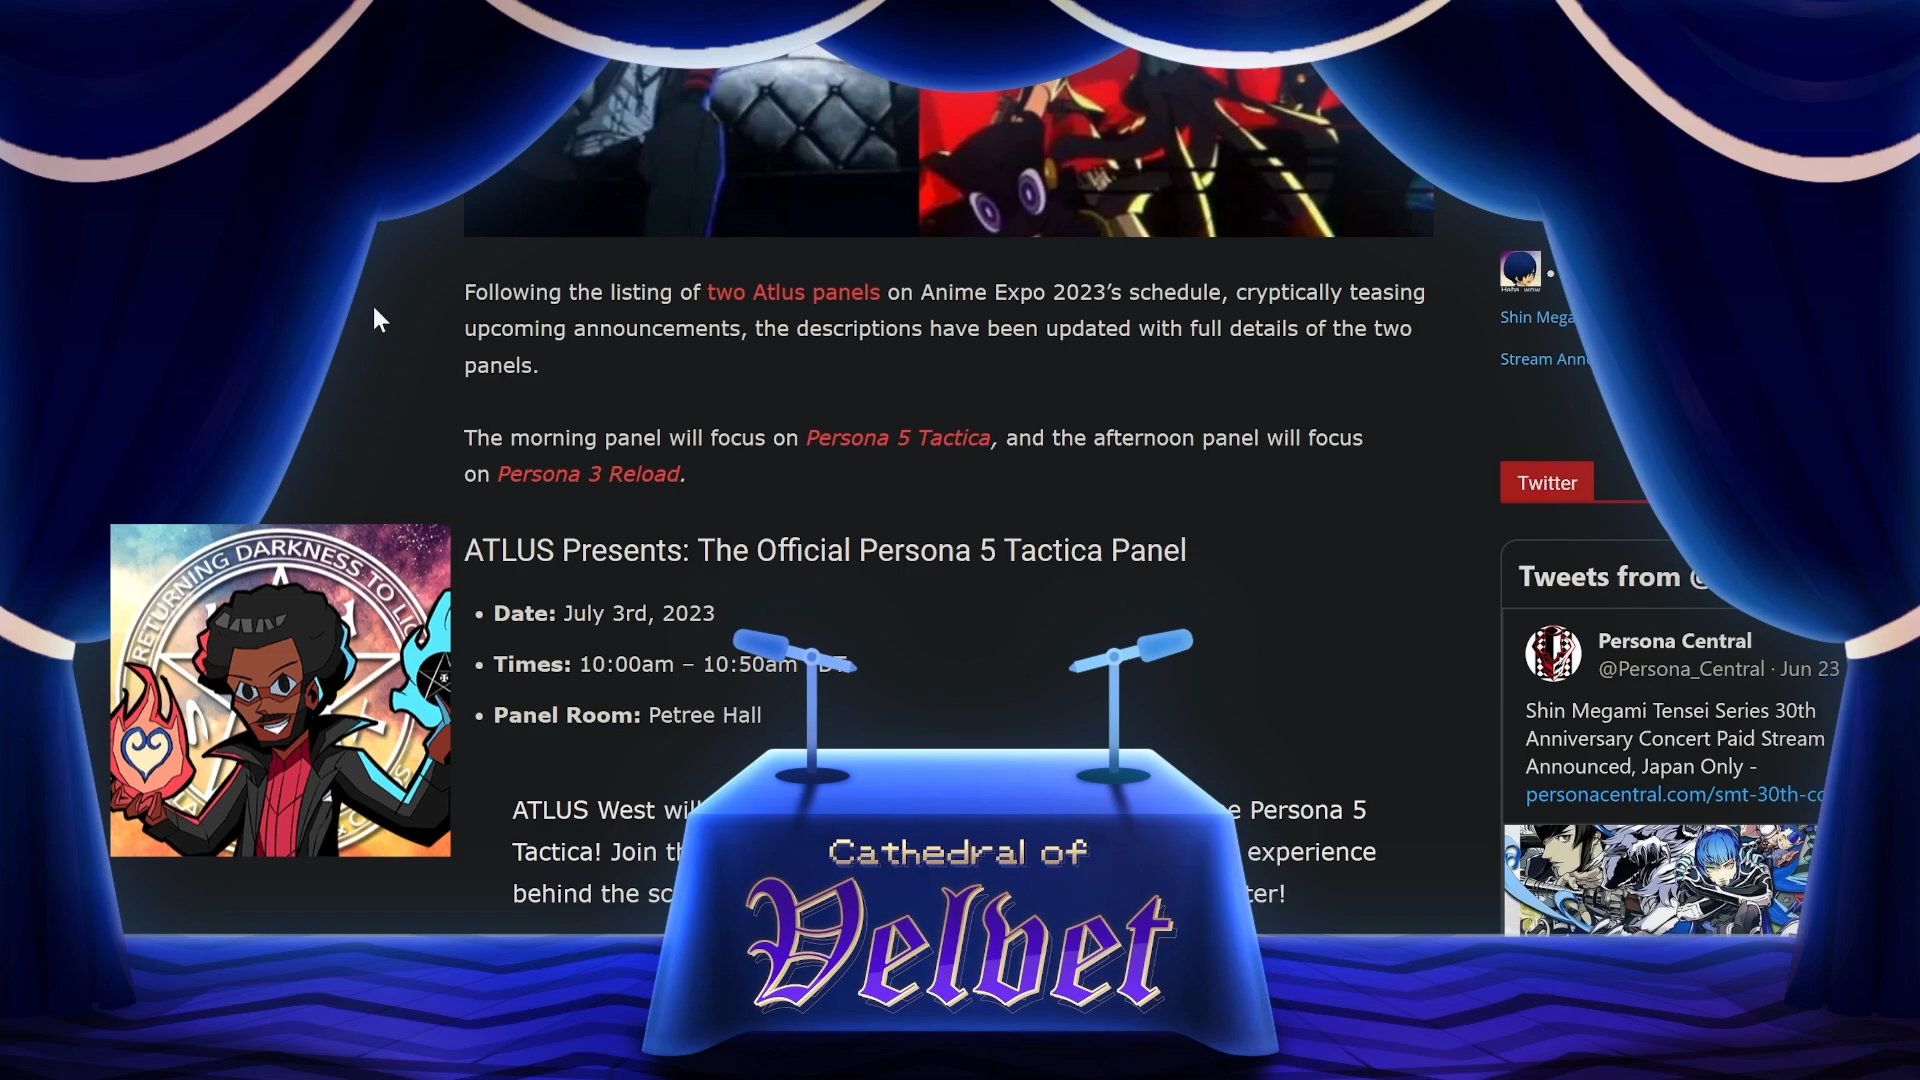 Following the listing of two Atlus panels on Anime Expo 2023’s schedule, cryptically teasing
upcoming announcements, the descriptions have been updated with full details of the two
panels.
The morning panel will focus on Persona 5 Tactica, and the afternoon panel will focus
on Persona 3 Reload.
ATLUS Presents: The Official Persona 5 Tactica Panel
• Date: July 3rd, 2023
• Times: 10:00am – 10:50am
• Panel Room: Petree Hall
ATLUS West
e Persona 5
Tactica! Join
experience
behind the
RETURNING DARKNESS TO
Cathedral of
Velvet
Haha wow
Shin Mega
Stream Ann
Twitter
Tweets from
Persona Central
@Persona_Central · Jun 23
Shin Megami Tensei Series 30th
Anniversary Concert Paid Stream
Announced, Japan Only -
personacentral.com/smt-30th-co